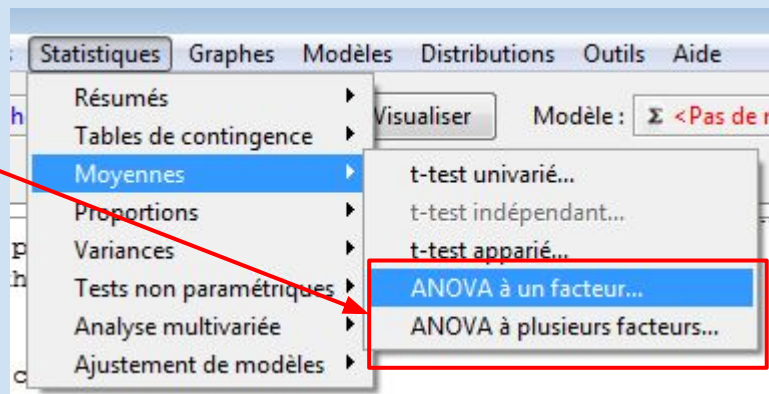 Statistiques Graphes Modèles Distributions Outils Aide
Résumés
Visualiser Modèle : Σ <Pas de
Tables de contingence
Moyennes
t-test univarié...
Proportions
t-test indépendant...
Variances
t-test apparié...
Tests non paramétriques
ANOVA à un facteur...
Analyse multivariée
ANOVA à plusieurs facteurs...
Ajustement de modèles